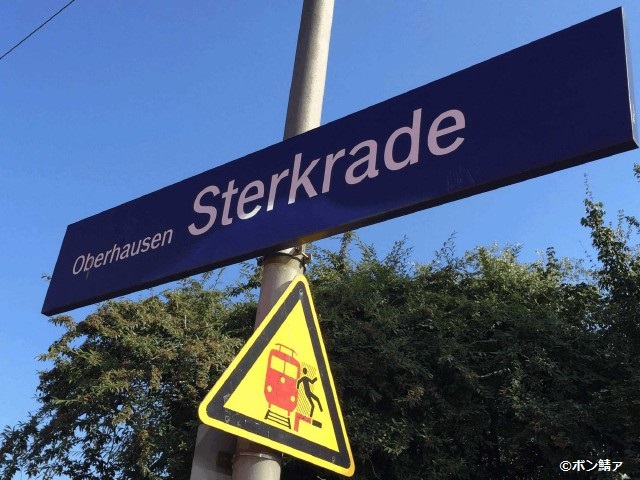 Oberhausen Sterkrade
©ボン鯖ァ